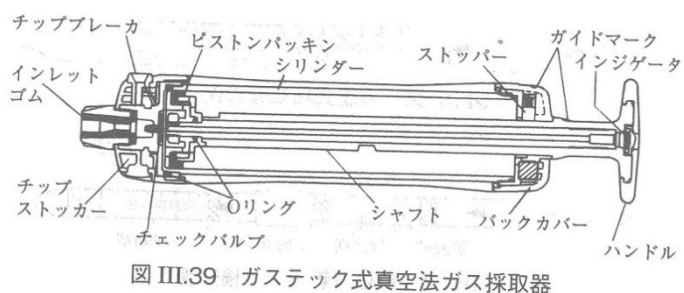 チップブレーカ
ピストンパッキン
シリンダー
ストッパー
ガイドマーク
インジゲータ
インレット
ゴム
チップ
ストッカー
チェックバルブ
Oリング
シャフト
バックカバー
ハンドル
図 III.39 ガステック式真空法ガス採取器